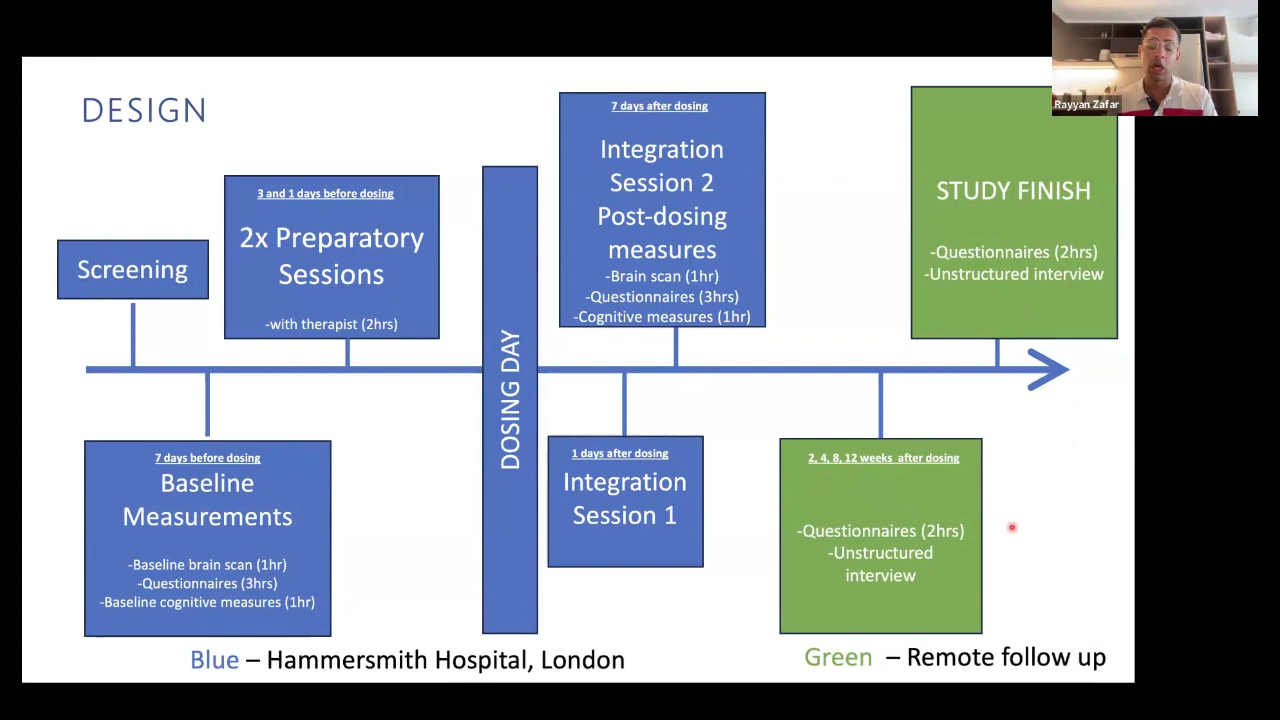 DESIGN
Rayyan Zafar
Screening
3 and 1 days before dosing
2x Preparatory
Sessions
-with therapist (2hrs)
7 days before dosing
Baseline
Measurements
-Baseline brain scan (1hr)
-Questionnaires (3hrs)
-Baseline cognitive measures (1hr)
DOSING DAY
7 days after dosing
Integration
Session 2
Post-dosing
measures
-Brain scan (1hr)
-Questionnaires (3hrs)
-Cognitive measures (1hr)
1 days after dosing
Integration
Session 1
2, 4, 8, 12 weeks after dosing
-Questionnaires (2hrs)
-Unstructured
interview
STUDY FINISH
-Questionnaires (2hrs)
-Unstructured interview
Blue – Hammersmith Hospital, London
Green – Remote follow up